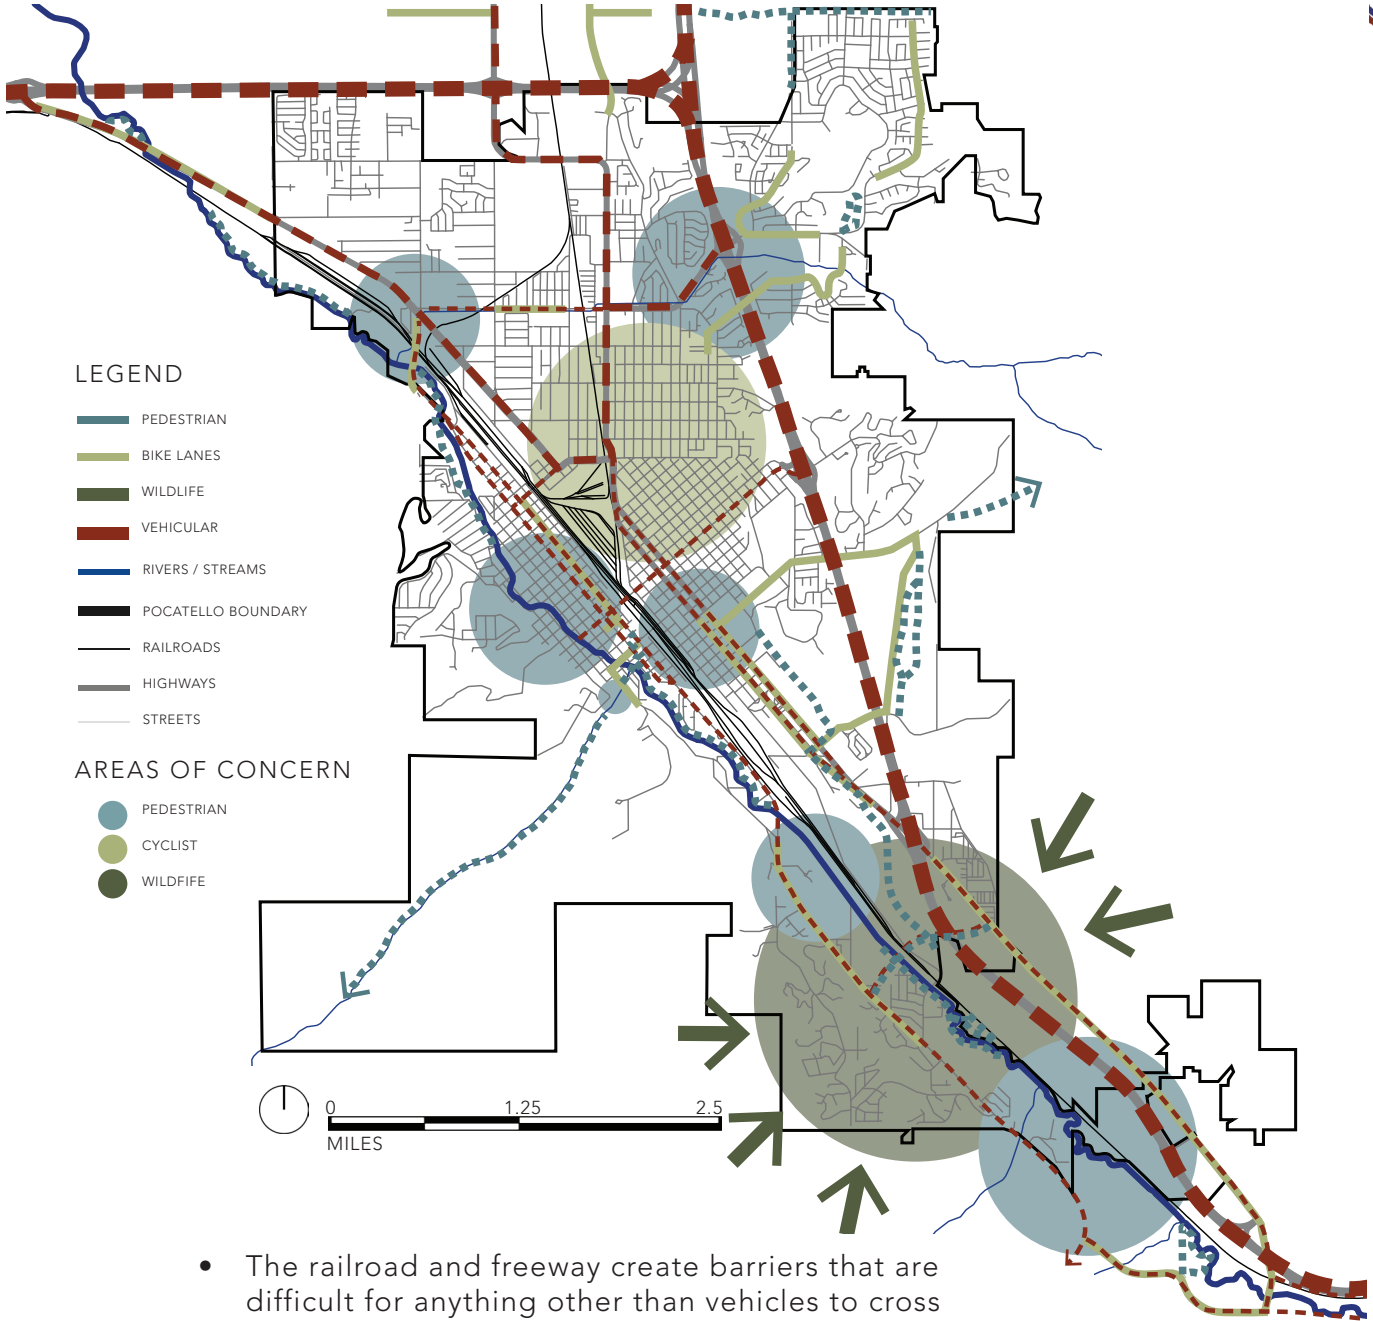 LEGEND
PEDESTRIAN
BIKE LANES
WILDLIFE
VEHICULAR
RIVERS / STREAMS
POCATELLO BOUNDARY
RAILROADS
HIGHWAYS
STREETS
AREAS OF CONCERN
PEDESTRIAN
CYCLIST
WILDFIFE
0 1.25 2.5
MILES
• The railroad and freeway create barriers that are
difficult for anything other than vehicles to cross